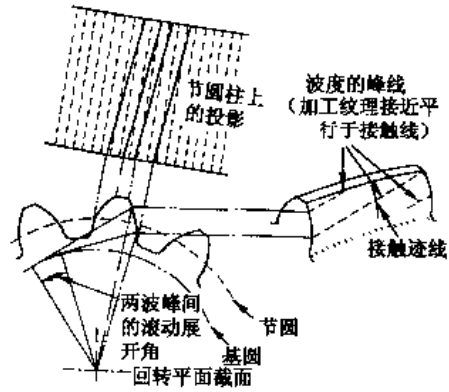 节圆柱上
的投影
波度的峰线
（加工纹理接近平
行于接触线）
接触迹线
两波峰间
的滚动展
开角
节圆
基圆
回转平面截面